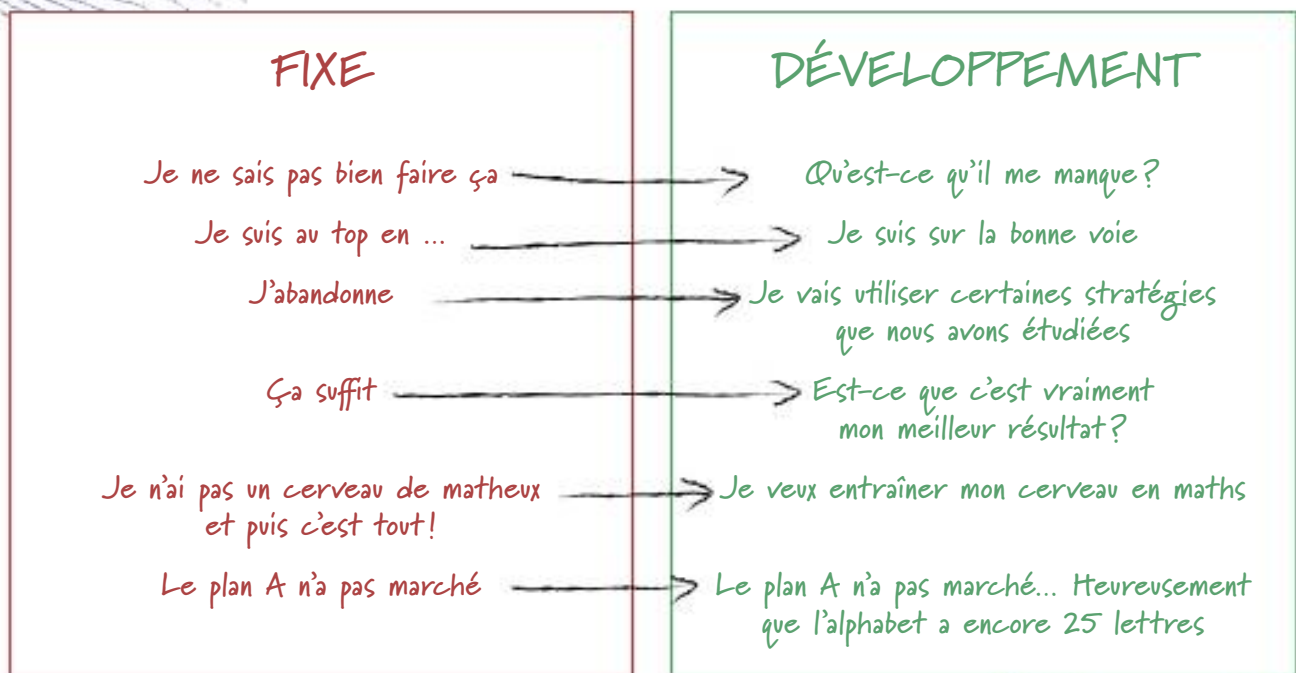 FIXE
DÉVELOPPEMENT
Je ne sais pas bien faire ça
Qu'est-ce qu'il me manque ?
Je suis au top en ...
Je suis sur la bonne voie
J'abandonne
Je vais utiliser certaines stratégies
que nous avons étudiées
Ça suffit
Est-ce que c'est vraiment
mon meilleur résultat ?
Je n'ai pas un cerveau de matheux
et puis c'est tout !
Je veux entraîner mon cerveau en maths
Le plan A n'a pas marché
Le plan A n'a pas marché... Heureusement
que l'alphabet a encore 25 lettres